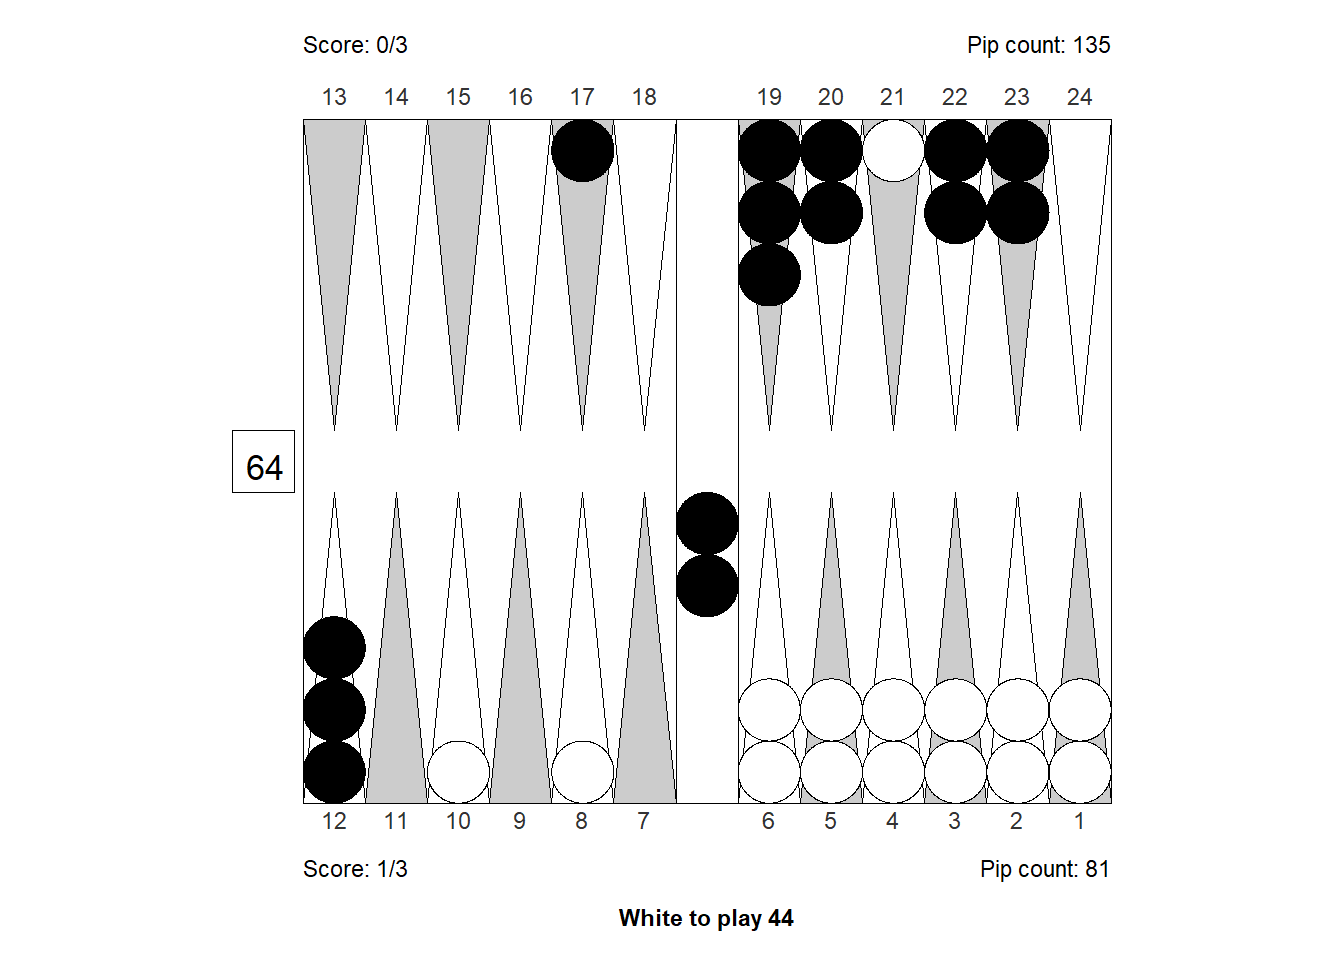 Score: 0/3 Pip count: 135
13 14 15 16 17 18 19 20 21 22 23 24
64
12 11 10 9 8 7 6 5 4 3 2 1
Score: 1/3 Pip count: 81
White to play 44